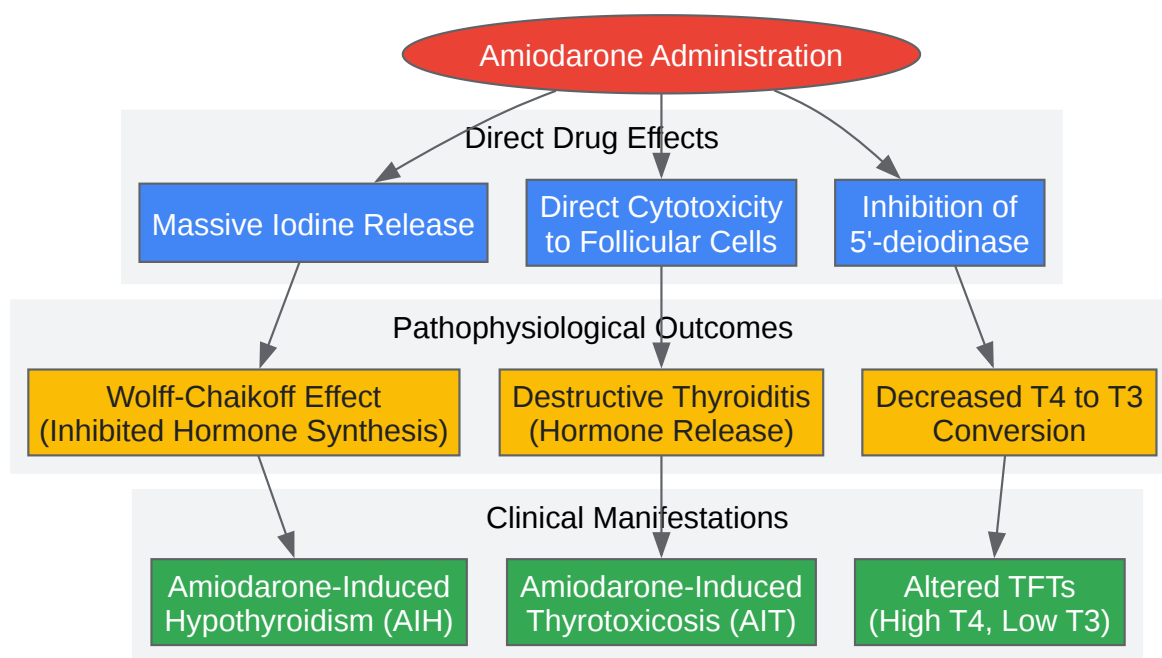 Amiodarone Administration
Direct Drug Effects
Massive Iodine Release
Direct Cytotoxicity
to Follicular Cells
Inhibition of
5'-deiodinase
Pathophysiological Outcomes
Wolff-Chaikoff Effect
(Inhibited Hormone Synthesis)
Destructive Thyroiditis
(Hormone Release)
Decreased T4 to T3
Conversion
Clinical Manifestations
Amiodarone-Induced
Hypothyroidism (AIH)
Amiodarone-Induced
Thyrotoxicosis (AIT)
Altered TFTs
(High T4, Low T3)